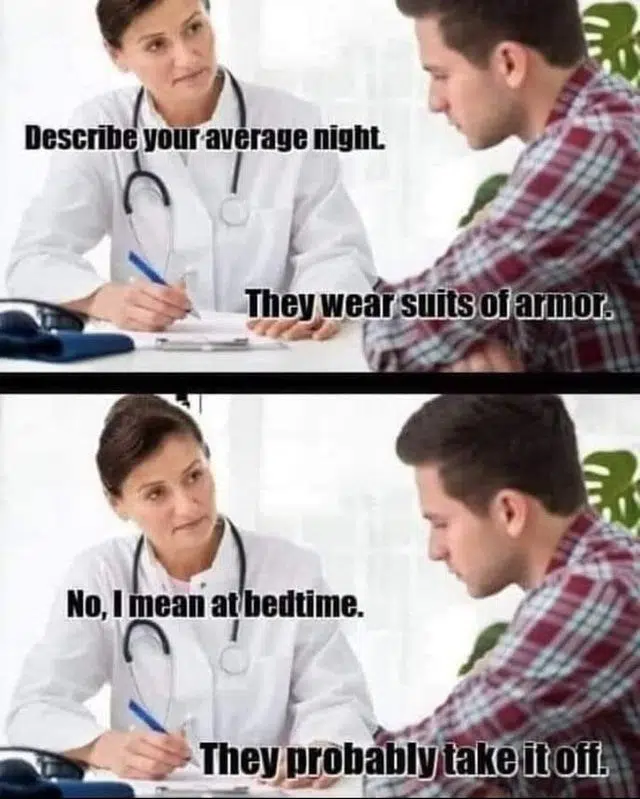 Describe your average night.
They wear suits of armor.
No, I mean at bedtime.
They probably take it off.